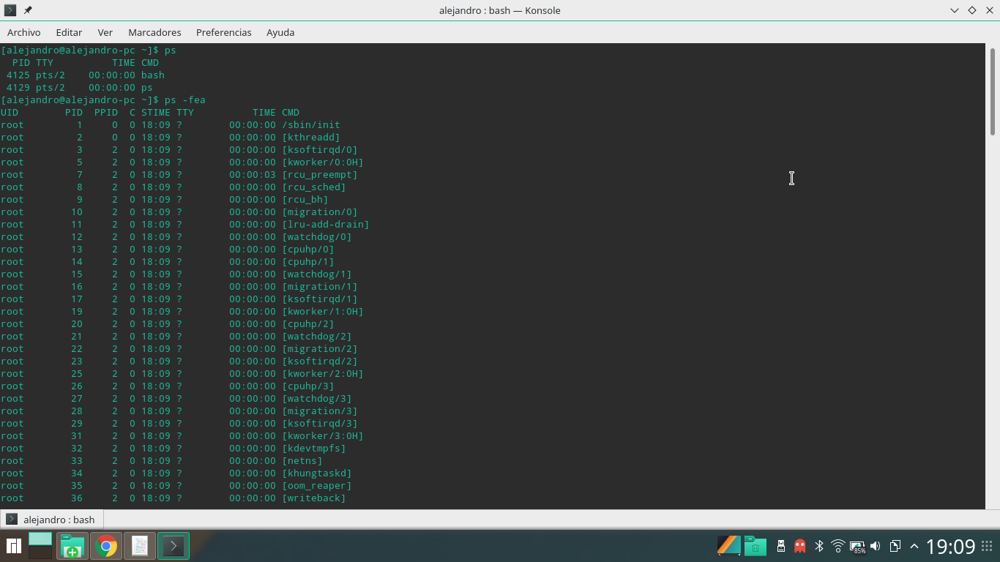 alejandro : bash — Konsole
Archivo Editar Ver Marcadores Preferencias Ayuda
[alejandro@alejandro-pc ~]$ ps
  PID TTY          TIME CMD
 4125 pts/2    00:00:00 bash
 4129 pts/2    00:00:00 ps
[alejandro@alejandro-pc ~]$ ps -fea
UID        PID  PPID  C STIME TTY          TIME CMD
root         1     0  0 18:09 ?        00:00:00 /sbin/init
root         2     0  0 18:09 ?        00:00:00 [kthreadd]
root         3     2  0 18:09 ?        00:00:00 [ksoftirqd/0]
root         5     2  0 18:09 ?        00:00:00 [kworker/0:0H]
root         7     2  0 18:09 ?        00:00:03 [rcu_preempt]
root         8     2  0 18:09 ?        00:00:00 [rcu_sched]
root         9     2  0 18:09 ?        00:00:00 [rcu_bh]
root        10     2  0 18:09 ?        00:00:00 [migration/0]
root        11     2  0 18:09 ?        00:00:00 [lru-add-drain]
root        12     2  0 18:09 ?        00:00:00 [watchdog/0]
root        13     2  0 18:09 ?        00:00:00 [cpuhp/0]
root        14     2  0 18:09 ?        00:00:00 [cpuhp/1]
root        15     2  0 18:09 ?        00:00:00 [watchdog/1]
root        16     2  0 18:09 ?        00:00:00 [migration/1]
root        17     2  0 18:09 ?        00:00:00 [ksoftirqd/1]
root        19     2  0 18:09 ?        00:00:00 [kworker/1:0H]
root        20     2  0 18:09 ?        00:00:00 [cpuhp/2]
root        21     2  0 18:09 ?        00:00:00 [watchdog/2]
root        22     2  0 18:09 ?        00:00:00 [migration/2]
root        23     2  0 18:09 ?        00:00:00 [ksoftirqd/2]
root        25     2  0 18:09 ?        00:00:00 [kworker/2:0H]
root        26     2  0 18:09 ?        00:00:00 [cpuhp/3]
root        27     2  0 18:09 ?        00:00:00 [watchdog/3]
root        28     2  0 18:09 ?        00:00:00 [migration/3]
root        29     2  0 18:09 ?        00:00:00 [ksoftirqd/3]
root        31     2  0 18:09 ?        00:00:00 [kworker/3:0H]
root        32     2  0 18:09 ?        00:00:00 [kdevtmpfs]
root        33     2  0 18:09 ?        00:00:00 [netns]
root        34     2  0 18:09 ?        00:00:00 [khungtaskd]
root        35     2  0 18:09 ?        00:00:00 [oom_reaper]
root        36     2  0 18:09 ?        00:00:00 [writeback]
alejandro : bash
85%
19:09